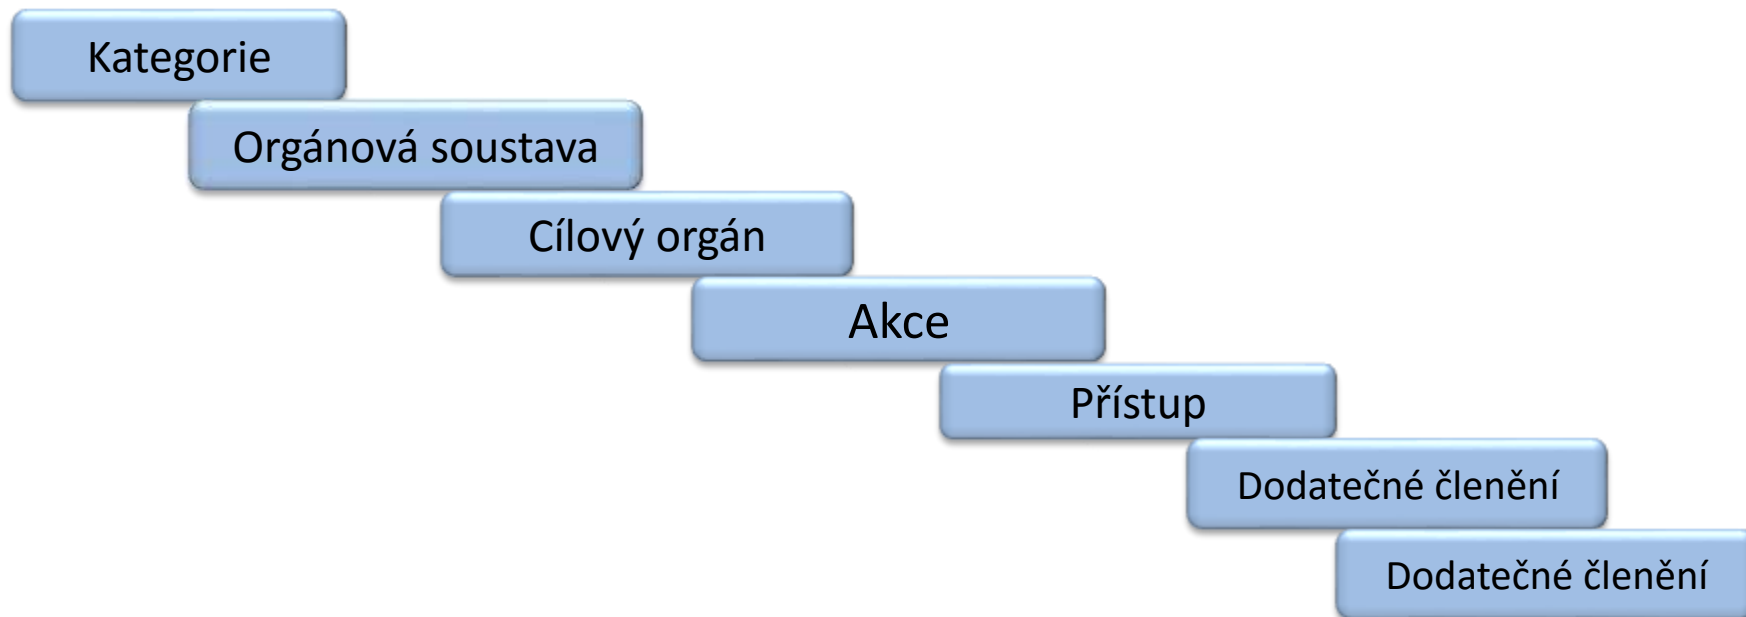 Kategorie
Orgánová soustava
Cílový orgán
Akce
Přístup
Dodatečné členění
Dodatečné členění